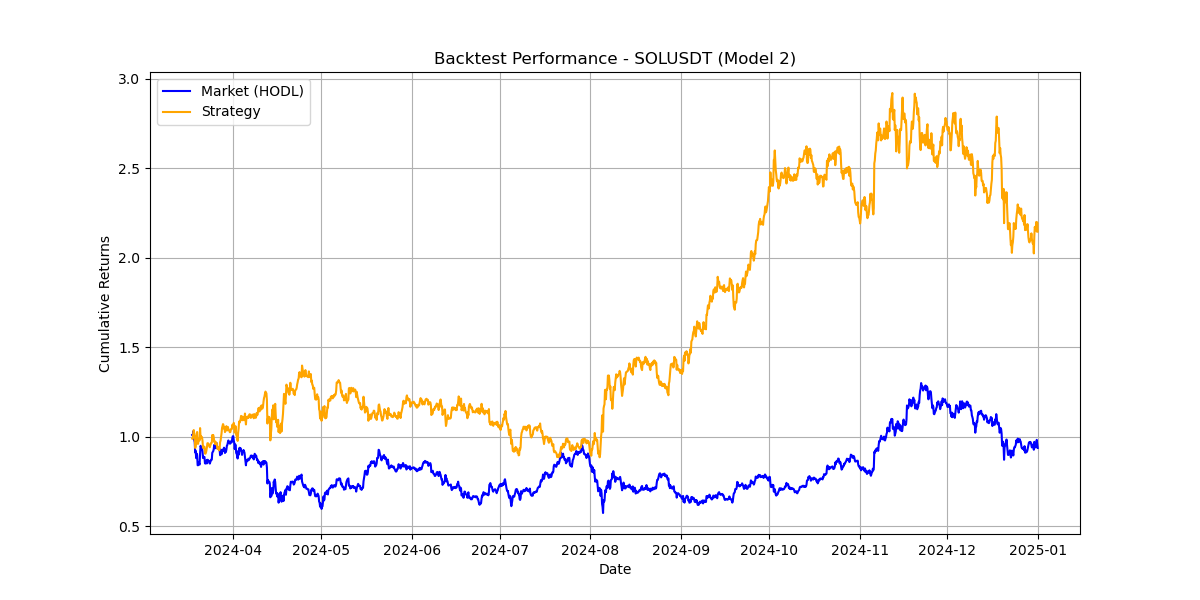 Backtest Performance - SOLUSDT (Model 2)
Market (HODL)
Strategy
Cumulative Returns
3.0
2.5
2.0
1.5
1.0
0.5
2024-04 2024-05 2024-06 2024-07 2024-08 2024-09 2024-10 2024-11 2024-12 2025-01
Date